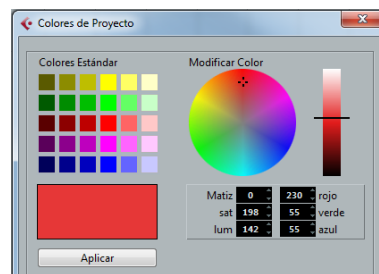 Colores de Proyecto
Colores Estándar
Modificar Color
Matiz 0 230 rojo
sat 198 55 verde
lum 142 55 azul
Aplicar